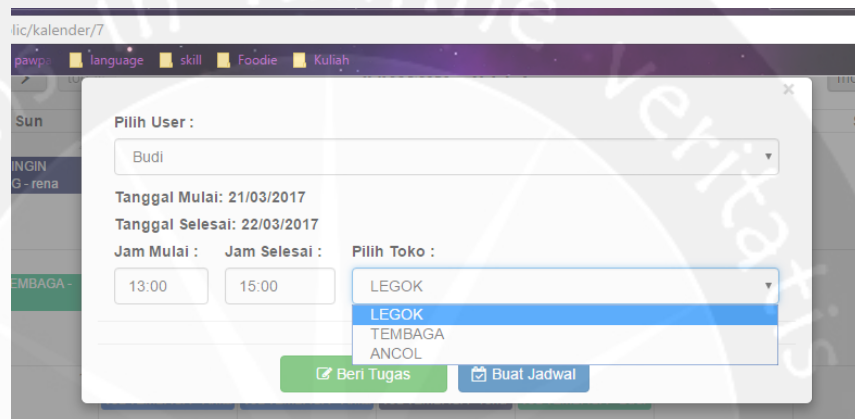 lic/kalender/7
pawp language skill Foodie Kuliah
Sun
INGIN
G - rena
EMBAGA -
×
Pilih User :
Budi
Tanggal Mulai: 21/03/2017
Tanggal Selesai: 22/03/2017
Jam Mulai : Jam Selesai : Pilih Toko :
13:00 15:00 LEGOK
LEGOK
TEMBAGA
ANCOL
Beri Tugas Buat Jadwal